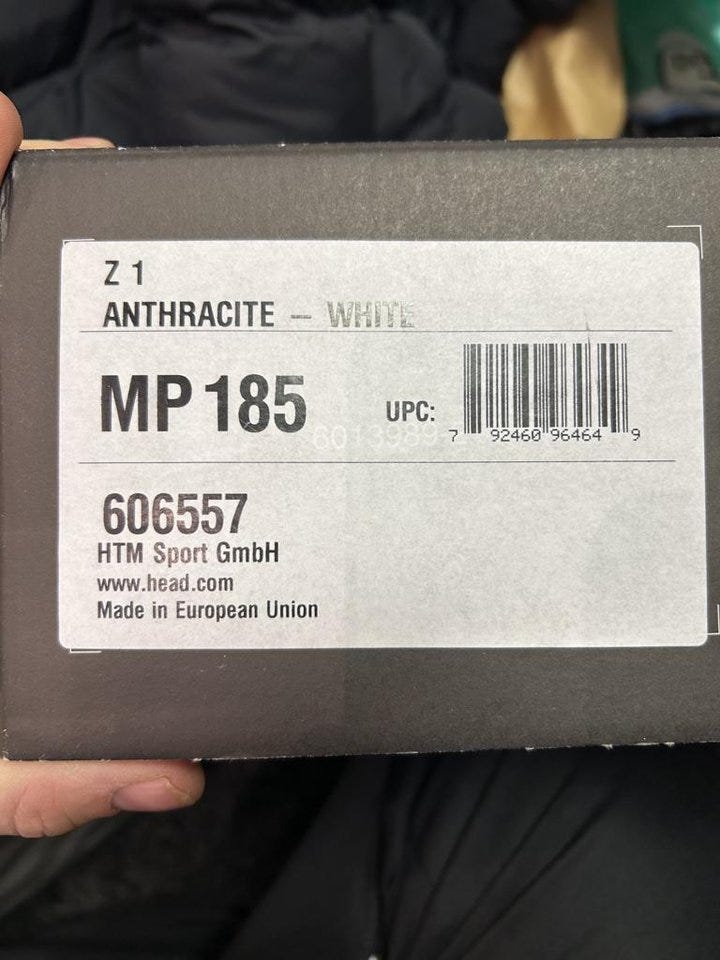 Z 1
ANTHRACITE – WHITE
MP 185
UPC:
7 92460 96464 9
6013989
606557
HTM Sport GmbH
www.head.com
Made in European Union